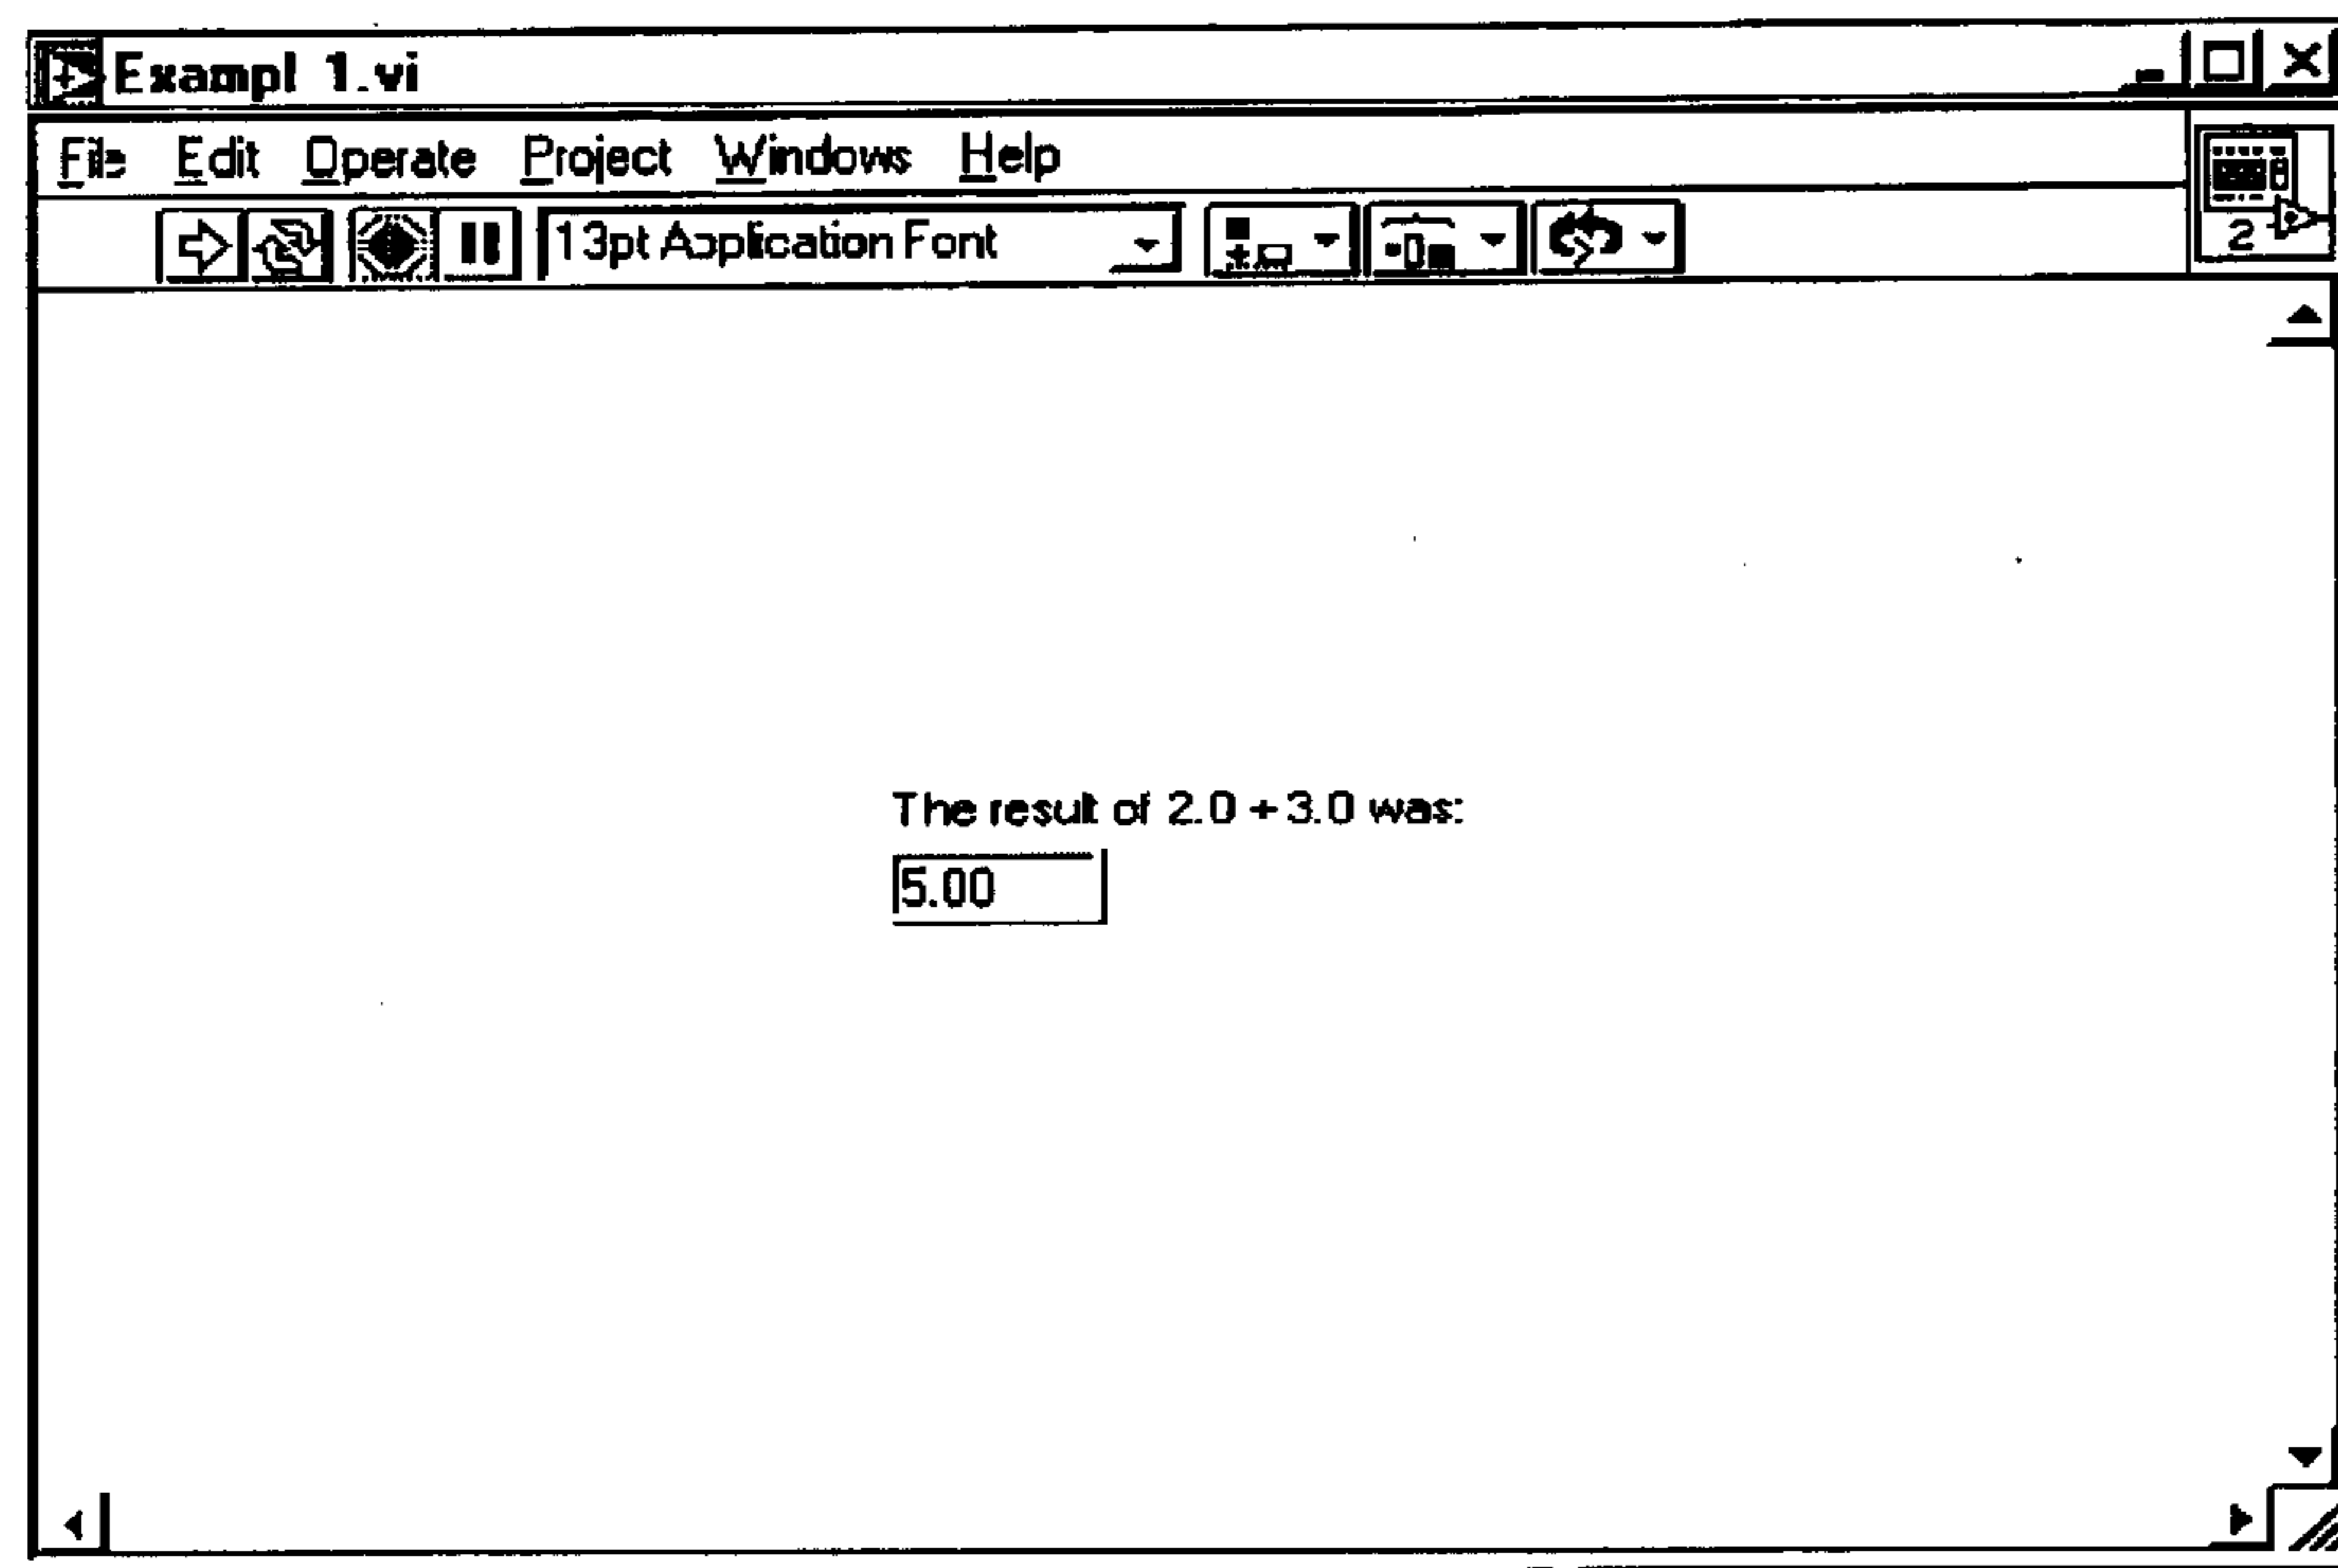 Exampl 1.vi
File Edit Operate Project Windows Help
13pt Application Font
2
The result of 2.0 + 3.0 was:
5.00